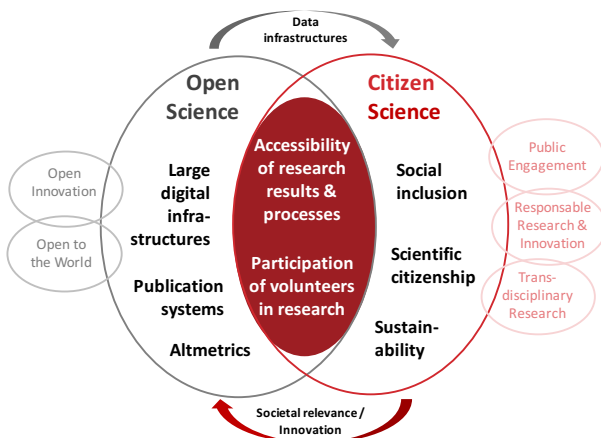 Data
infrastructures
Open
Science
Citizen
Science
Accessibility
of research
results &
processes
Participation
of volunteers
in research
Large
digital
infra-
structures
Publication
systems
Altmetrics
Social
inclusion
Scientific
citizenship
Sustain-
ability
Open
Innovation
Open to
the World
Public
Engagement
Responsable
Research &
Innovation
Trans-
disciplinary
Research
Societal relevance /
Innovation